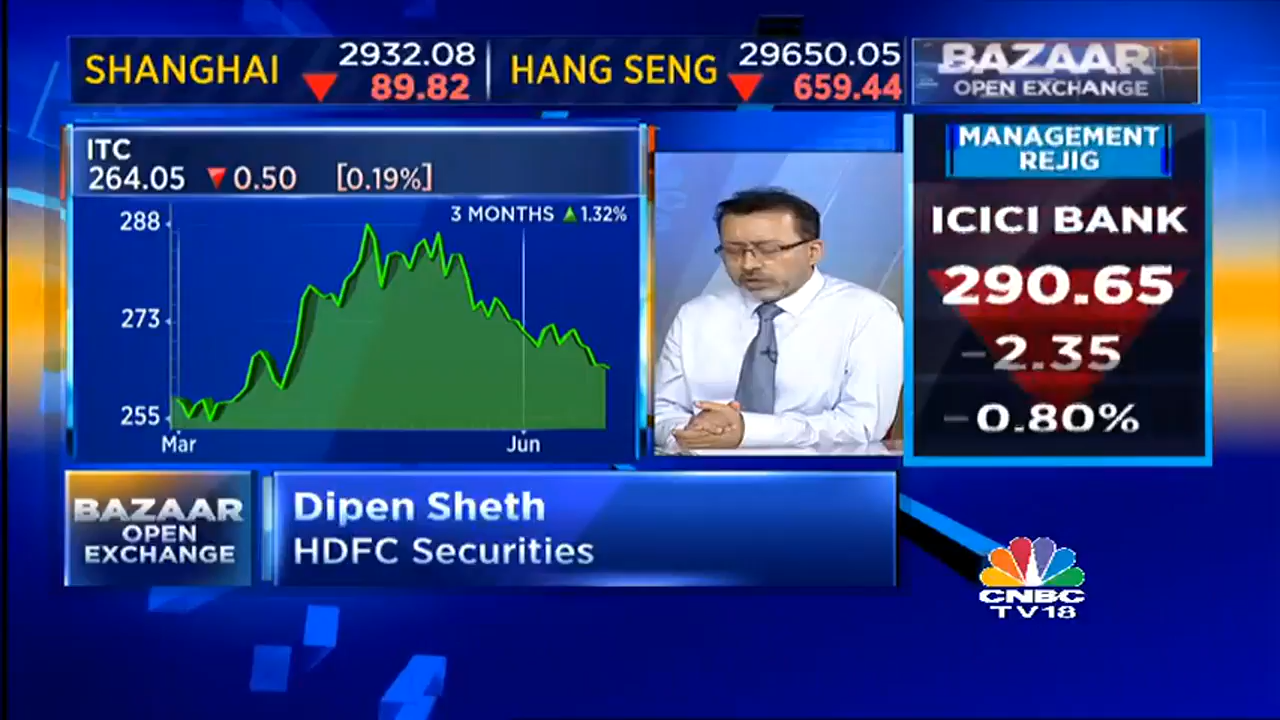 SHANGHAI
2932.08
▼ 89.82
HANG SENG
29650.05
▼ 659.44
BAZAAR
OPEN EXCHANGE
ITC
264.05 ▼ 0.50 [0.19%]
3 MONTHS ▲ 1.32%
288
273
255
Mar
Jun
MANAGEMENT
REJIG
ICICI BANK
290.65
-2.35
-0.80%
BAZAAR
OPEN
EXCHANGE
Dipen Sheth
HDFC Securities
CNBC
TV18